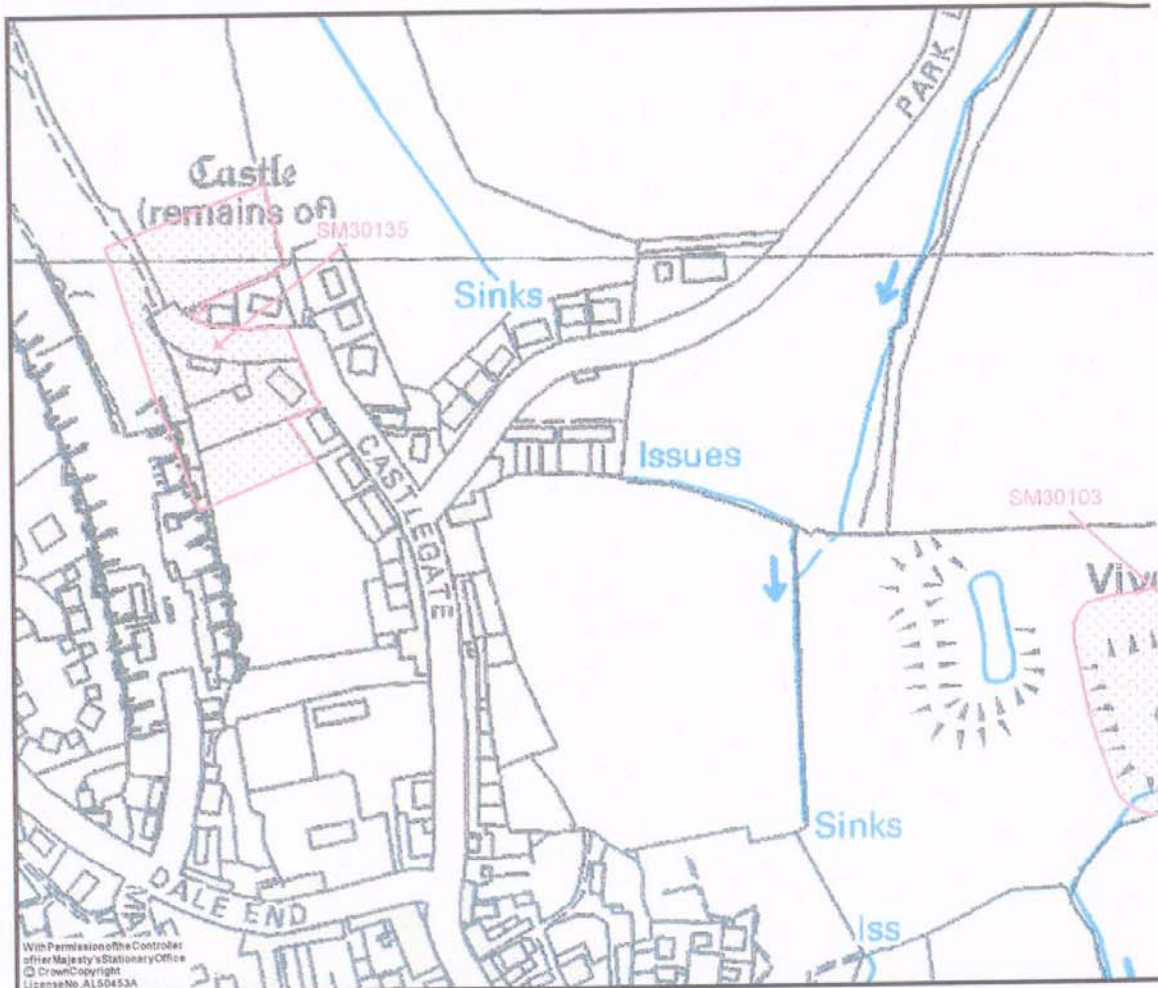 PARK L
Castle
(remains of)
SM30135
Sinks
Issues
CASTLEGATE
SM30103
Viv
Sinks
Iss
DALE END
MA
With Permission of the Controller
of Her Majesty's Stationary Office
© Crown Copyright
License No. AL50453A